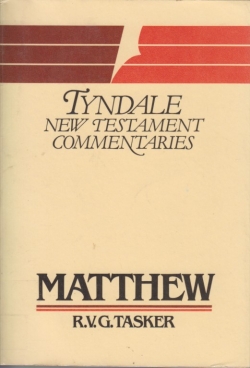 TYNDALE
NEW TESTAMENT
COMMENTARIES
MATTHEW
R.V.G. TASKER